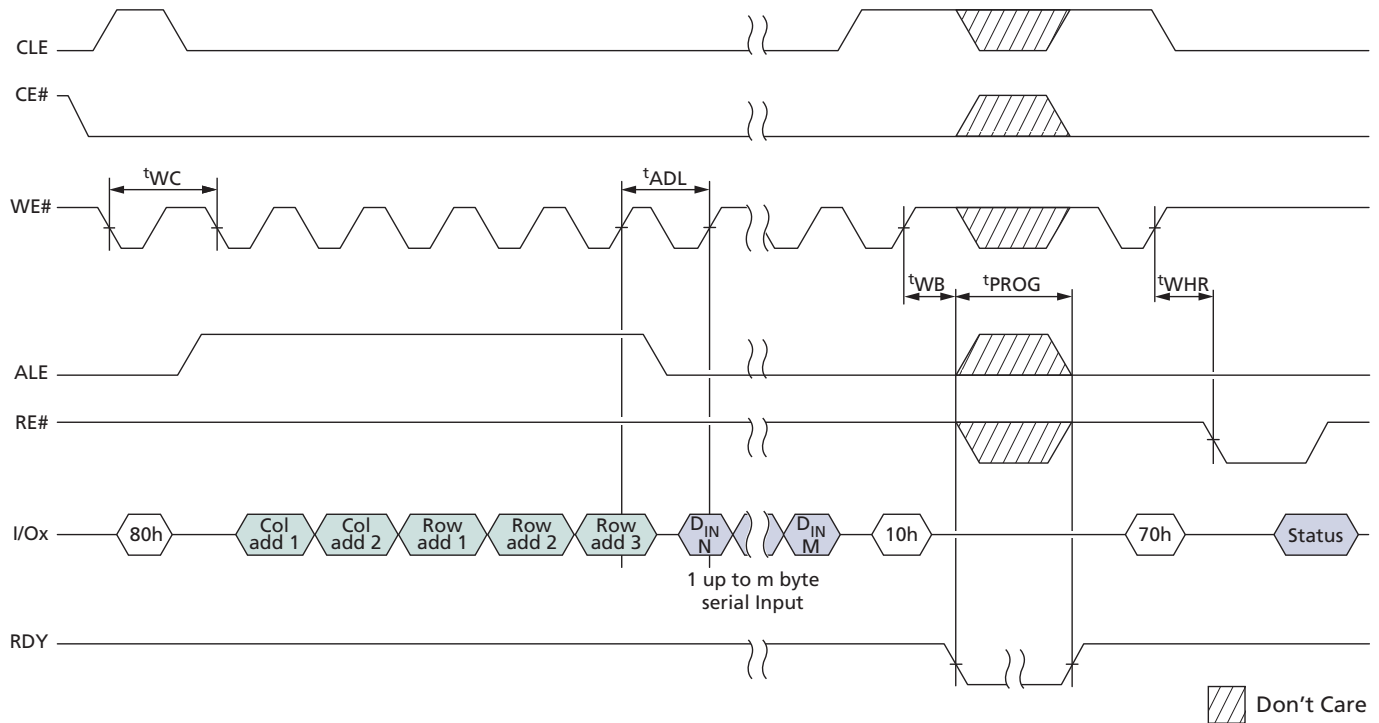 CLE
CE#
tWC
tADL
WE#
tWB
tPROG
tWHR
ALE
RE#
I/Ox
80h
Col
add 1
Col
add 2
Row
add 1
Row
add 2
Row
add 3
DIN
N
DIN
M
10h
70h
Status
1 up to m byte
serial Input
RDY
Don't Care